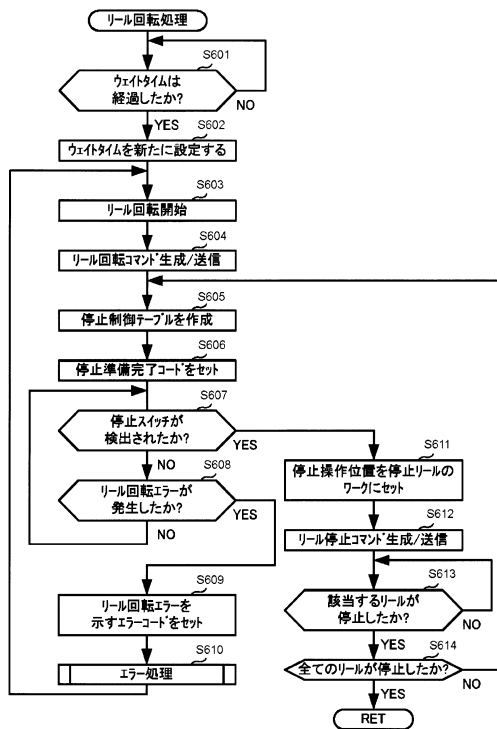 リール回転処理
S601
ウェイトタイムは
経過したか?
NO
YES
S602
ウェイトタイムを新たに設定する
S603
リール回転開始
S604
リール回転コマンド生成/送信
S605
停止制御テーブルを作成
S606
停止準備完了コードをセット
S607
停止スイッチが
検出されたか?
YES
NO
S608
リール回転エラーが
発生したか?
YES
NO
S609
リール回転エラーを
示すエラーコードをセット
S610
エラー処理
S611
停止操作位置を停止リールの
ワークにセット
S612
リール停止コマンド生成/送信
S613
該当するリールが
停止したか?
NO
YES
S614
全てのリールが停止したか?
NO
YES
RET